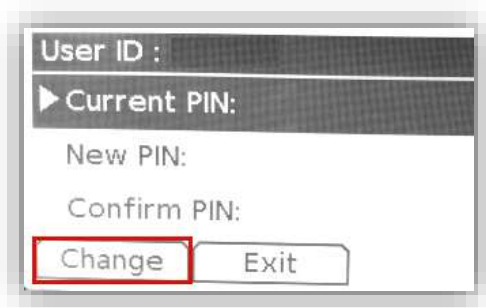 User ID :
Current PIN:
New PIN:
Confirm PIN:
Change Exit